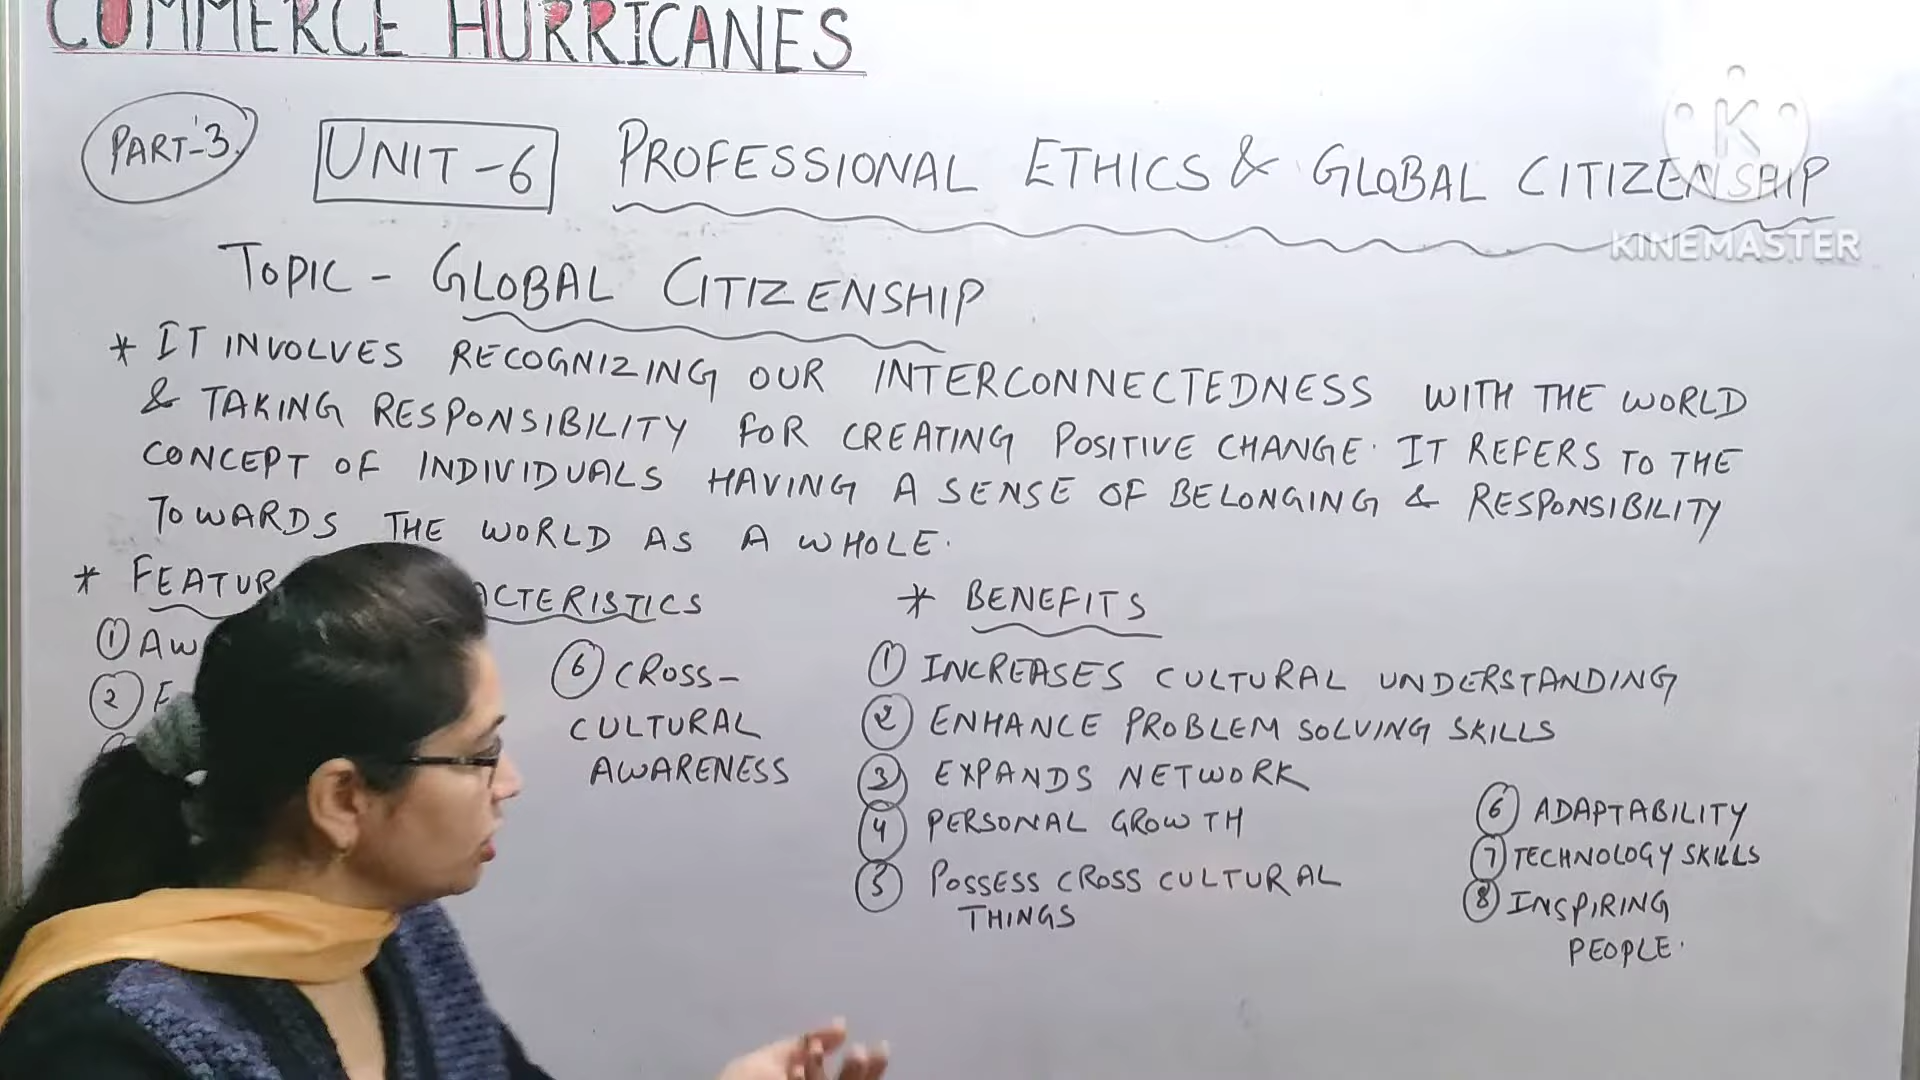 COMMERCE HURRICANES
PART-3.
UNIT-6 PROFESSIONAL ETHICS & GLOBAL CITIZENSHIP
KINEMASTER
TOPIC - GLOBAL CITIZENSHIP
* IT INVOLVES RECOGNIZING OUR INTERCONNECTEDNESS WITH THE WORLD
& TAKING RESPONSIBILITY FOR CREATING POSITIVE CHANGE. IT REFERS TO THE
CONCEPT OF INDIVIDUALS HAVING A SENSE OF BELONGING & RESPONSIBILITY
TOWARDS THE WORLD AS A WHOLE.
*
① 
②
⑥ CROSS-
CULTURAL
AWARENESS
* BENEFITS
① INCREASES CULTURAL UNDERSTANDING
② ENHANCE PROBLEM SOLVING SKILLS
③ EXPANDS NETWORK
④ PERSONAL GROWTH
⑤ POSSESS CROSS CULTURAL
THINGS
⑥ ADAPTABILITY
⑦ TECHNOLOGY SKILLS
⑧ INSPIRING
PEOPLE.